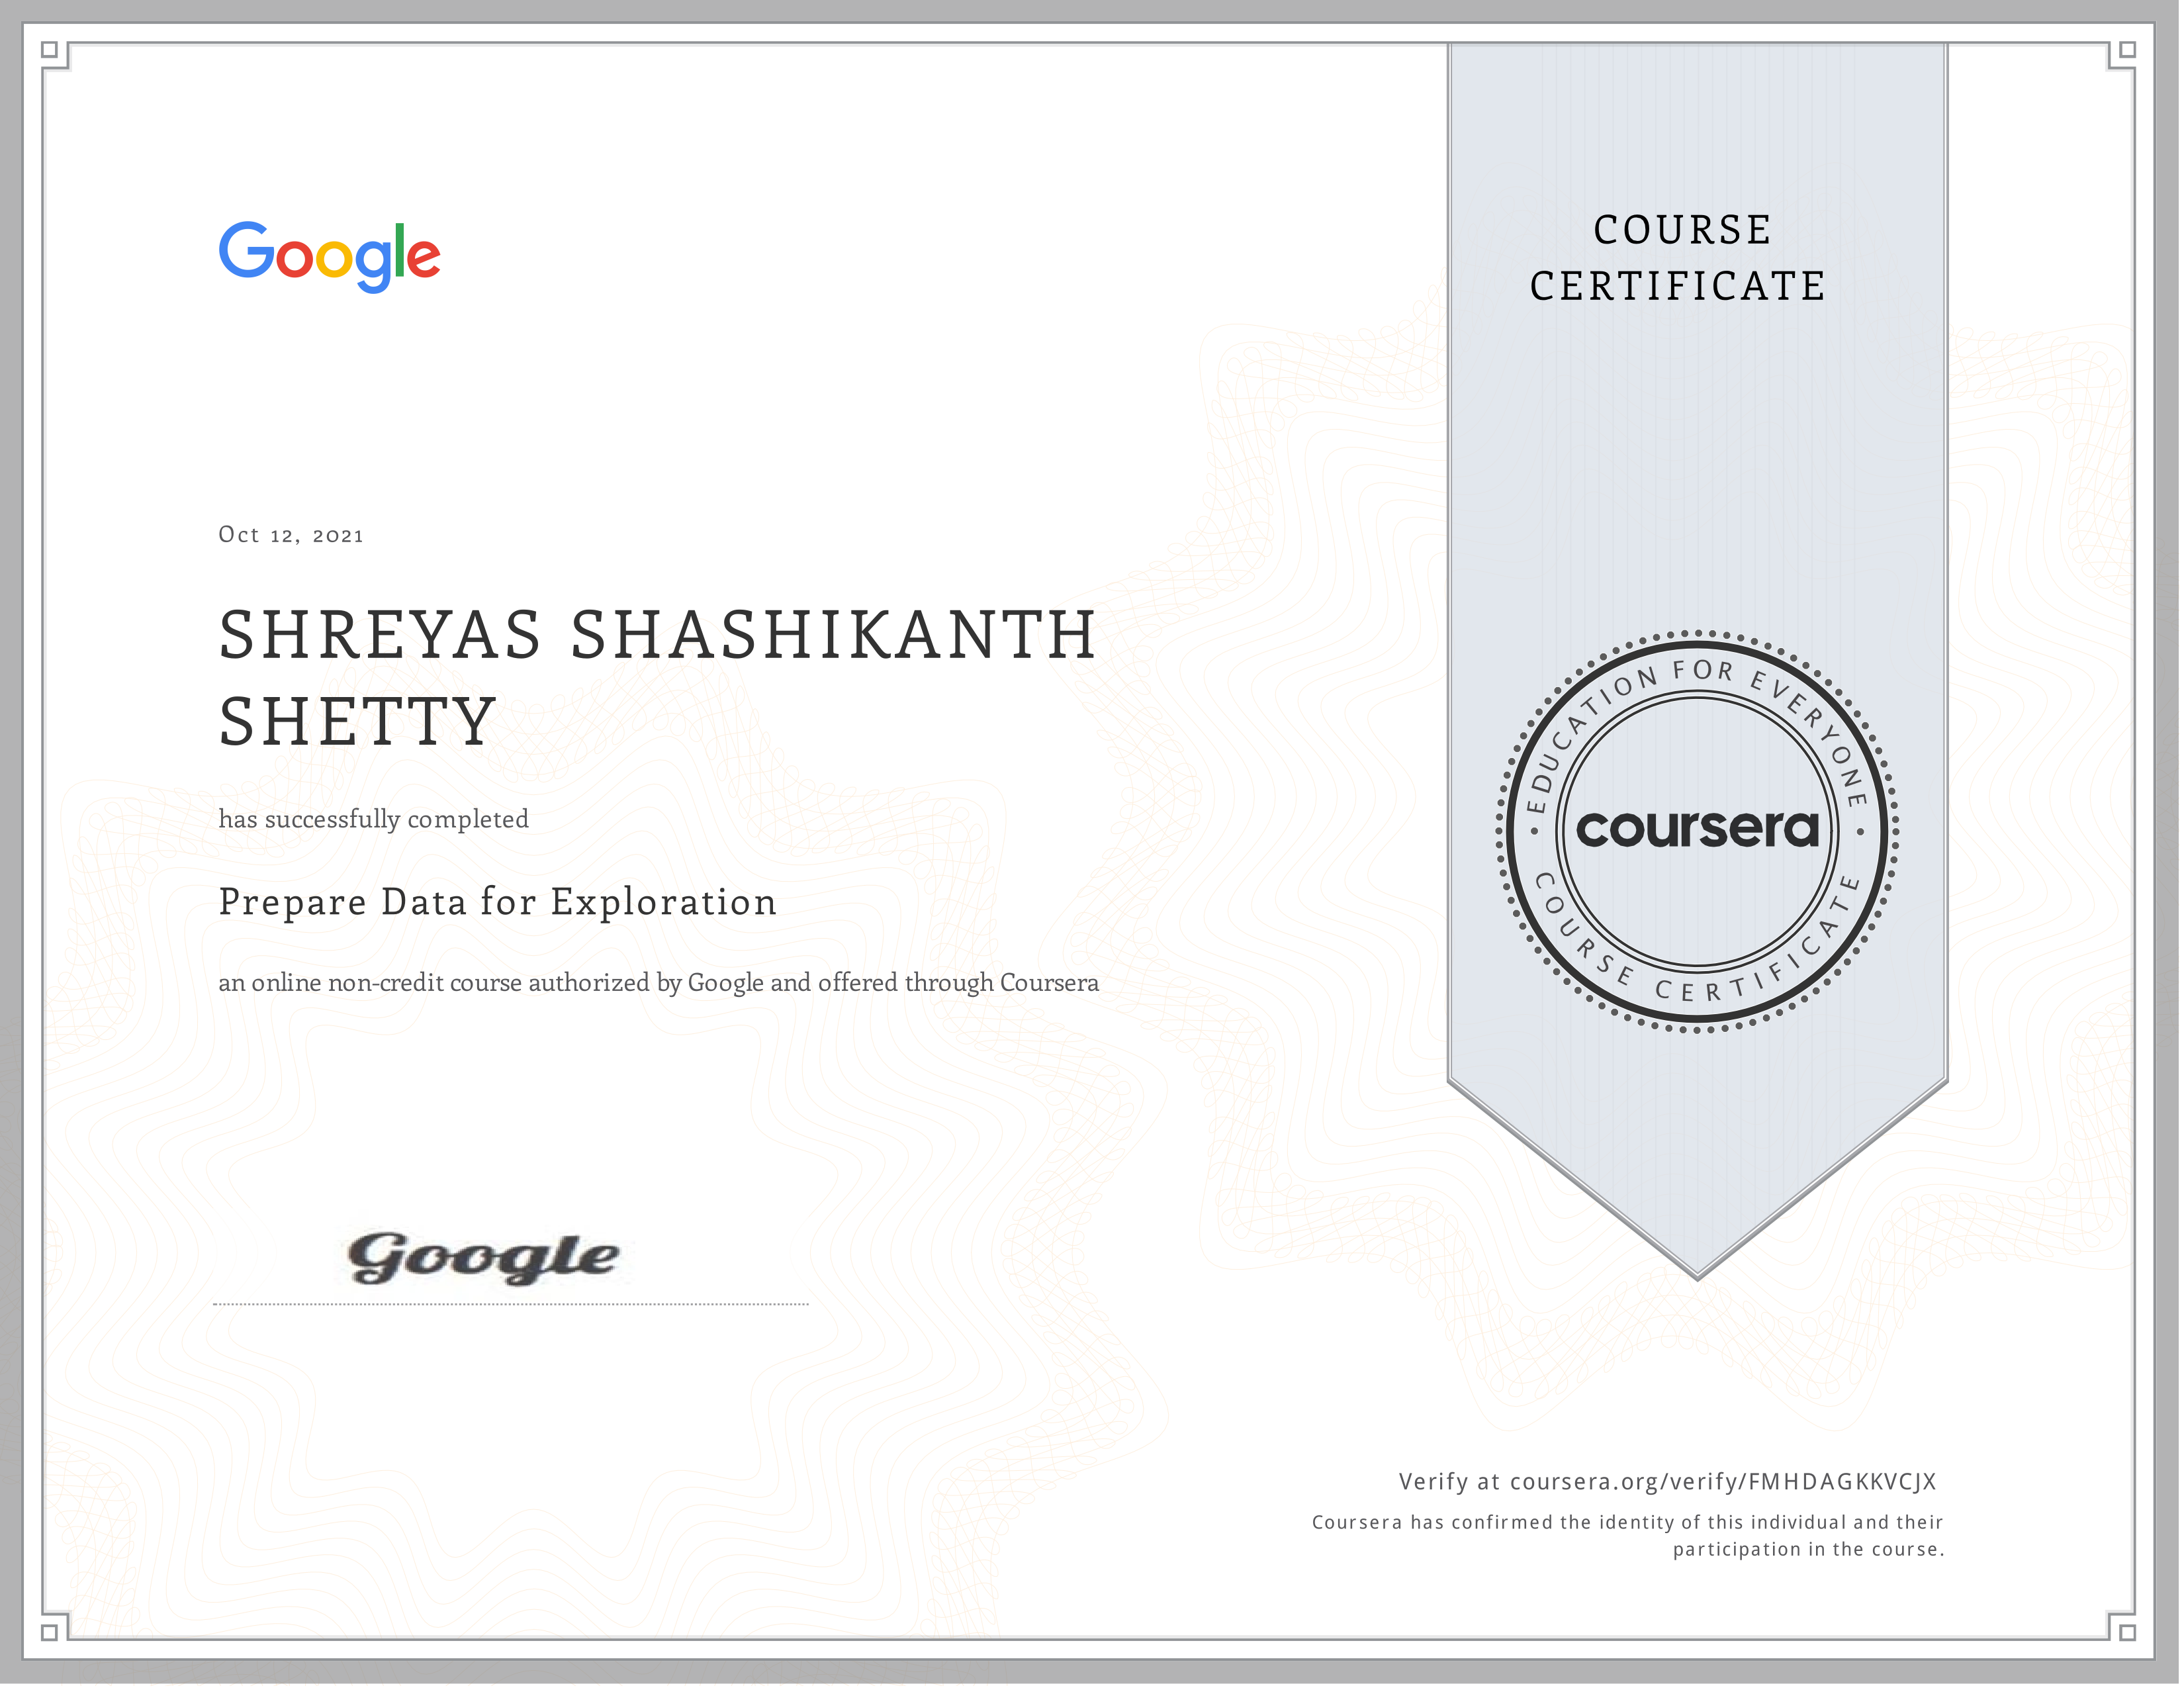 Google
COURSE
CERTIFICATE
Oct 12, 2021
SHREYAS SHASHIKANTH
SHETTY
has successfully completed
Prepare Data for Exploration
an online non-credit course authorized by Google and offered through Coursera
EDUCATION FOR EVERYONE
coursera
COURSE CERTIFICATE
Google
Verify at coursera.org/verify/FMHDAGKKVCJX
Coursera has confirmed the identity of this individual and their
participation in the course.